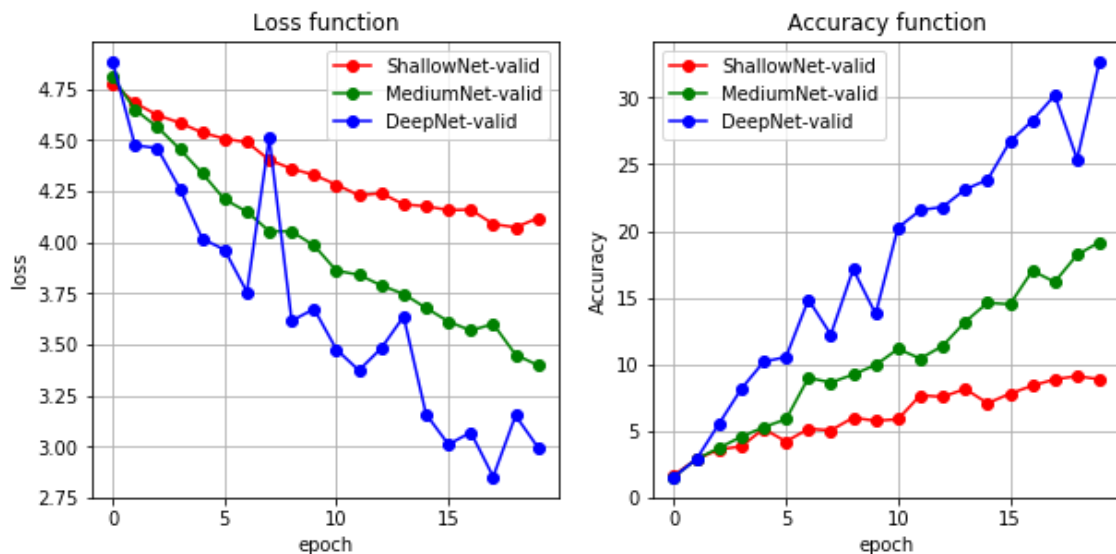 Loss function
4.75
4.50
4.25
4.00
3.75
3.50
3.25
3.00
2.75
loss
ShallowNet-valid
MediumNet-valid
DeepNet-valid
0
5
10
15
epoch
Accuracy function
30
25
20
15
10
5
0
Accuracy
ShallowNet-valid
MediumNet-valid
DeepNet-valid
0
5
10
15
epoch